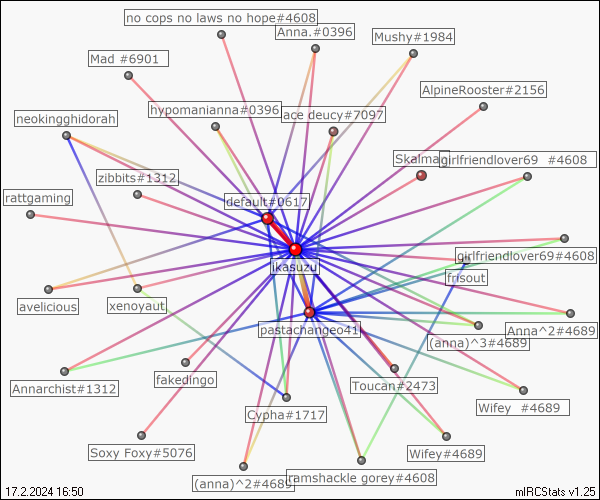 no cops no laws no hope#4608
Anna.#0396
Mushy#1984
Mad #6901
AlpineRooster#2156
hypomanianna#0396
ace deucy#7097
neokingghidorah
Skalmag
girlfriendlover69 #4608
zibbits#1312
rattgaming
default#0617
girlfriendlover69#4608
Ikasuzu
frisout
avelicious
xenoyaut
Anna^2#4689
pastachangeo41
(anna)^3#4689
fakedingo
Toucan#2473
Annarchist#1312
Cypha#1717
Wifey #4689
Soxy Foxy#5076
Wifey#4689
(anna)^2#4689
ramshackle gorey#4608
17.2.2024 16:50
mIRCStats v1.25